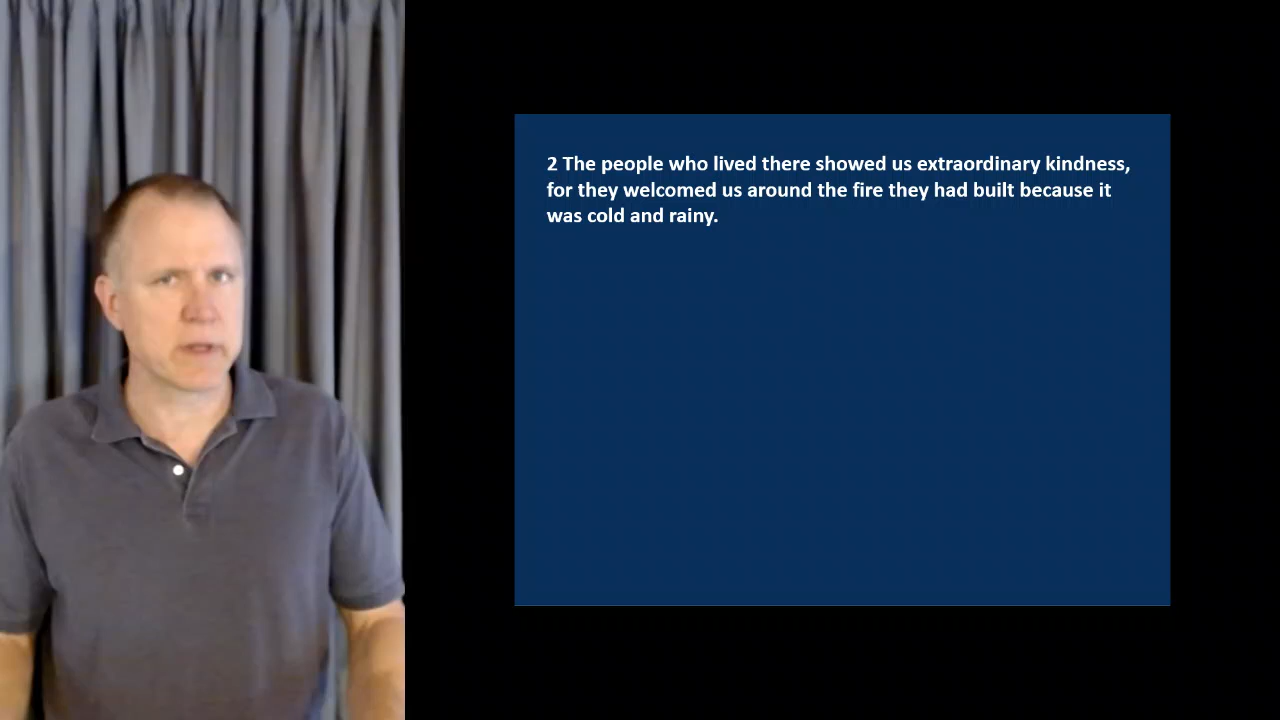 2 The people who lived there showed us extraordinary kindness,
for they welcomed us around the fire they had built because it
was cold and rainy.